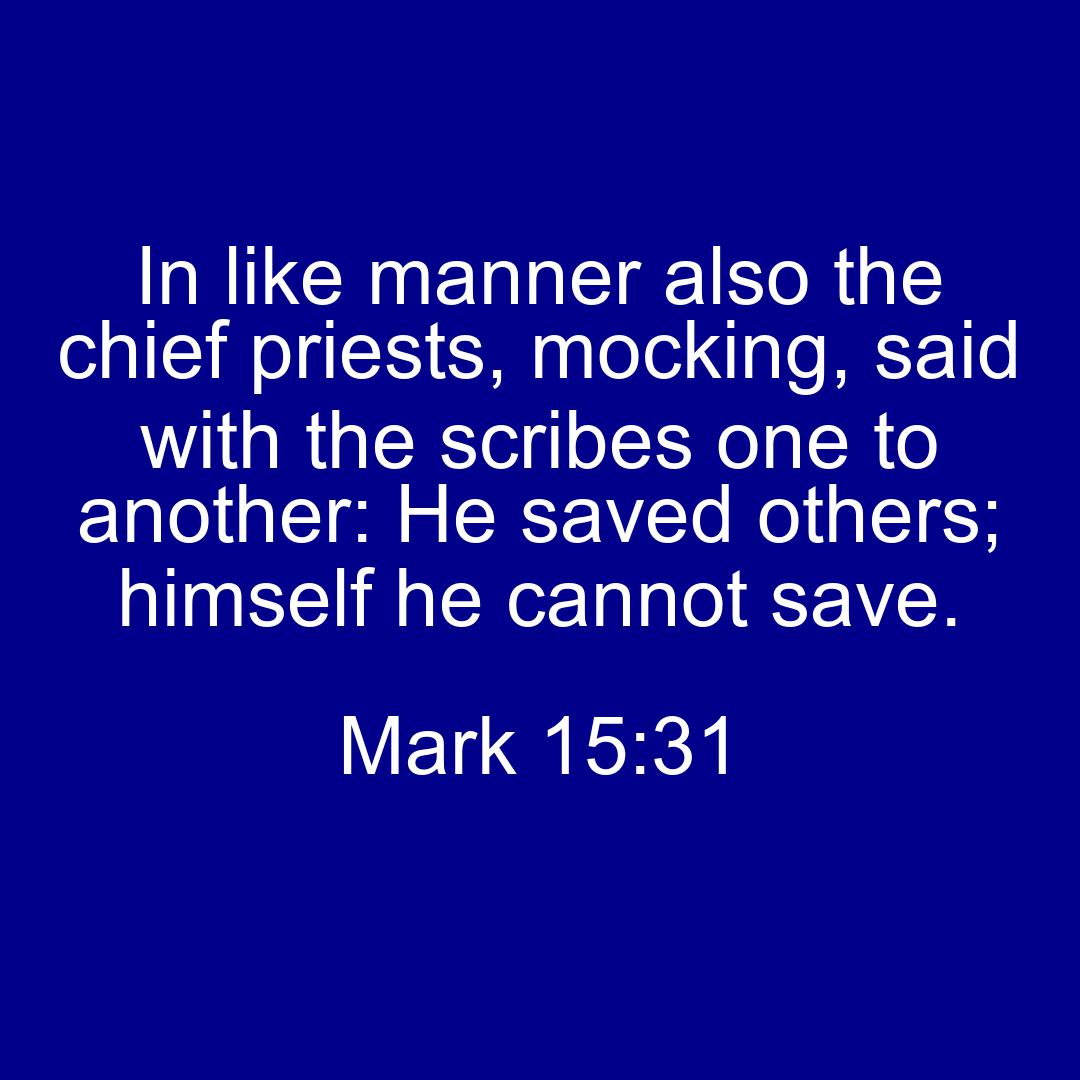 In like manner also the
chief priests, mocking, said
with the scribes one to
another: He saved others;
himself he cannot save.
Mark 15:31